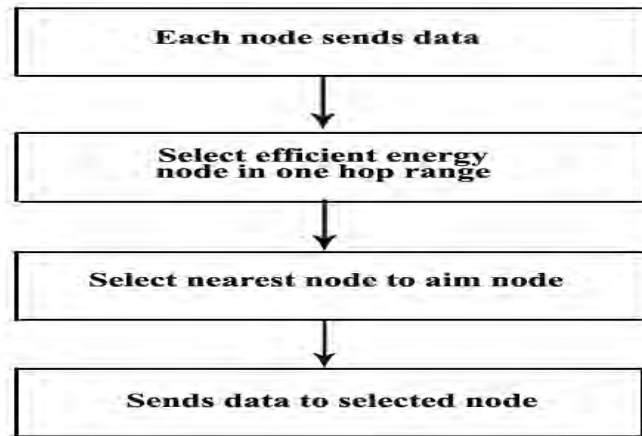 Each node sends data
Select efficient energy
node in one hop range
Select nearest node to aim node
Sends data to selected node